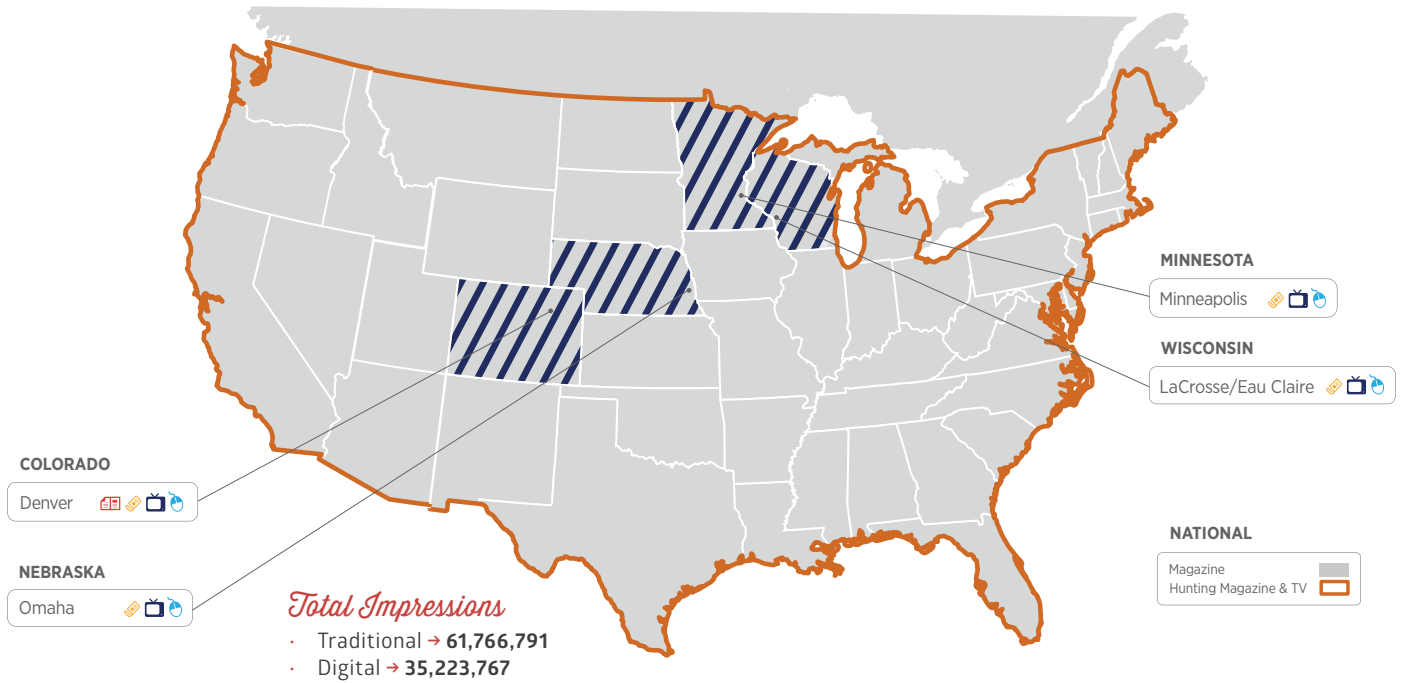 MINNESOTA
Minneapolis
WISCONSIN
LaCrosse/Eau Claire
COLORADO
Denver
NEBRASKA
Omaha
NATIONAL
Magazine
Hunting Magazine & TV
Total Impressions
· Traditional → 61,766,791
· Digital → 35,223,767